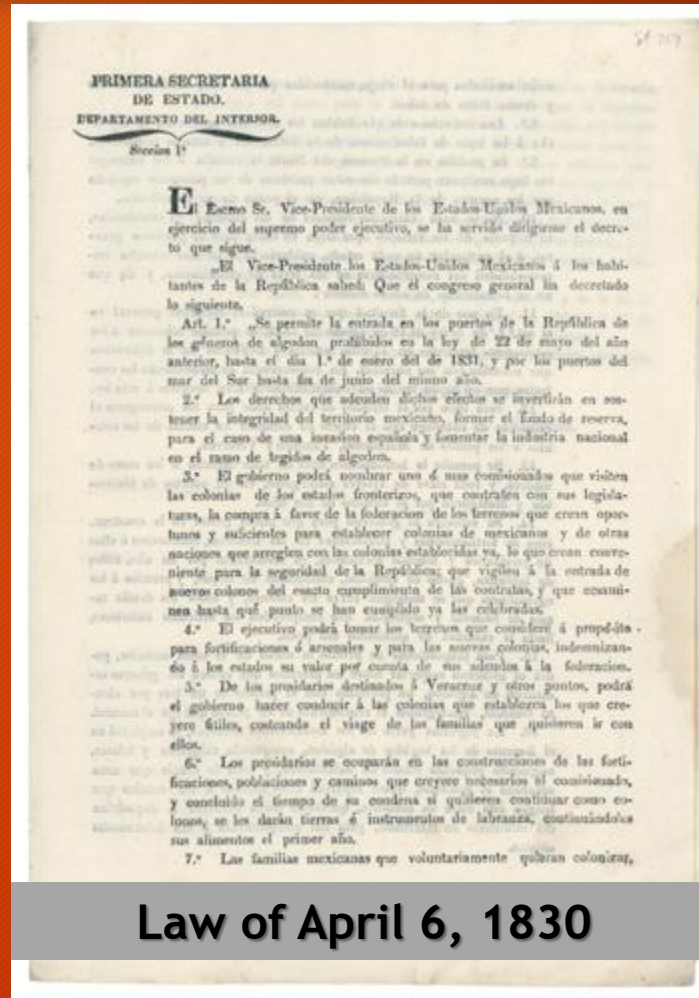 PRIMERA SECRETARIA
DE ESTADO.
DEPARTAMENTO DEL INTERIOR.
Seccion 1ª
El Escmo Sr. Vice-Presidente de los Estados-Unidos Mexicanos, en
ejercicio del supremo poder ejecutivo, se ha servido dirigirme el decre-
to que sigue.
„El Vice-Presidente los Estados-Unidos Mexicanos á los habi-
tantes de la República sabed: Que el congreso general ha decretado
lo siguiente.
Art. 1.º „Se permite la entrada en los puertos de la República de
los géneros de algodon prohibidos en la ley de 22 de mayo del año
anterior, hasta el dia 1.º de enero del de 1831, y por los puertos del
mar del Sur hasta fin de junio del mismo año.
2.º Los derechos que adeuden dichos efectos se invertirán en sos-
tener la integridad del territorio mexicano, formar el fondo de reserva,
para el caso de una invasion española y fomentar la industria nacional
en el ramo de tegidos de algodon.
3.º El gobierno podrá nombrar uno ó mas comisionados que visiten
las colonias de los estados fronterizos, que contraten con sus legisla-
turas, la compra á favor de la federacion de los terrenos que crean opor-
tunos y suficientes para establecer colonias de mexicanos y de otras
naciones que arreglen con las colonias establecidas ya, lo que crean conve-
niente para la seguridad de la República; que vigilen á la entrada de
nuevos colonos del esacto cumplimiento de las contratas, y que ecsami-
nen hasta qué punto se han cumplido ya las celebradas.
4.º El ejecutivo podrá tomar los terrenos que considere á propósito
para fortificaciones ó arsenales y para las nuevas colonias, indemnizan-
do á los estados su valor por cuenta de sus adeudos á la federacion.
5.º De los presidarios destinados á Veracruz y otros puntos, podrá
el gobierno hacer conducir á las colonias que establezca los que cre-
yere útiles, costeando el viage de las familias que quisieren ir con
ellos.
6.º Los presidarios se ocuparán en las construcciones de las forti-
ficaciones, poblaciones y caminos que creyere necesarios el comisionado,
y concluido el tiempo de su condena si quisieren continuar como co-
lonos, se les darán tierras é instrumentos de labranza, continuándoles
sus alimentos el primer año.
7.º Las familias mexicanas que voluntariamente quieran colonizar,
Law of April 6, 1830